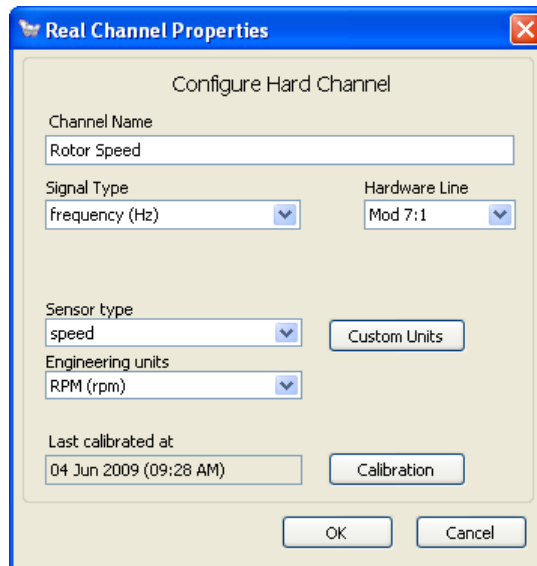 Real Channel Properties
Configure Hard Channel
Channel Name
Rotor Speed
Signal Type
Hardware Line
frequency (Hz)
Mod 7:1
Sensor type
speed
Custom Units
Engineering units
RPM (rpm)
Last calibrated at
04 Jun 2009 (09:28 AM)
Calibration
OK
Cancel